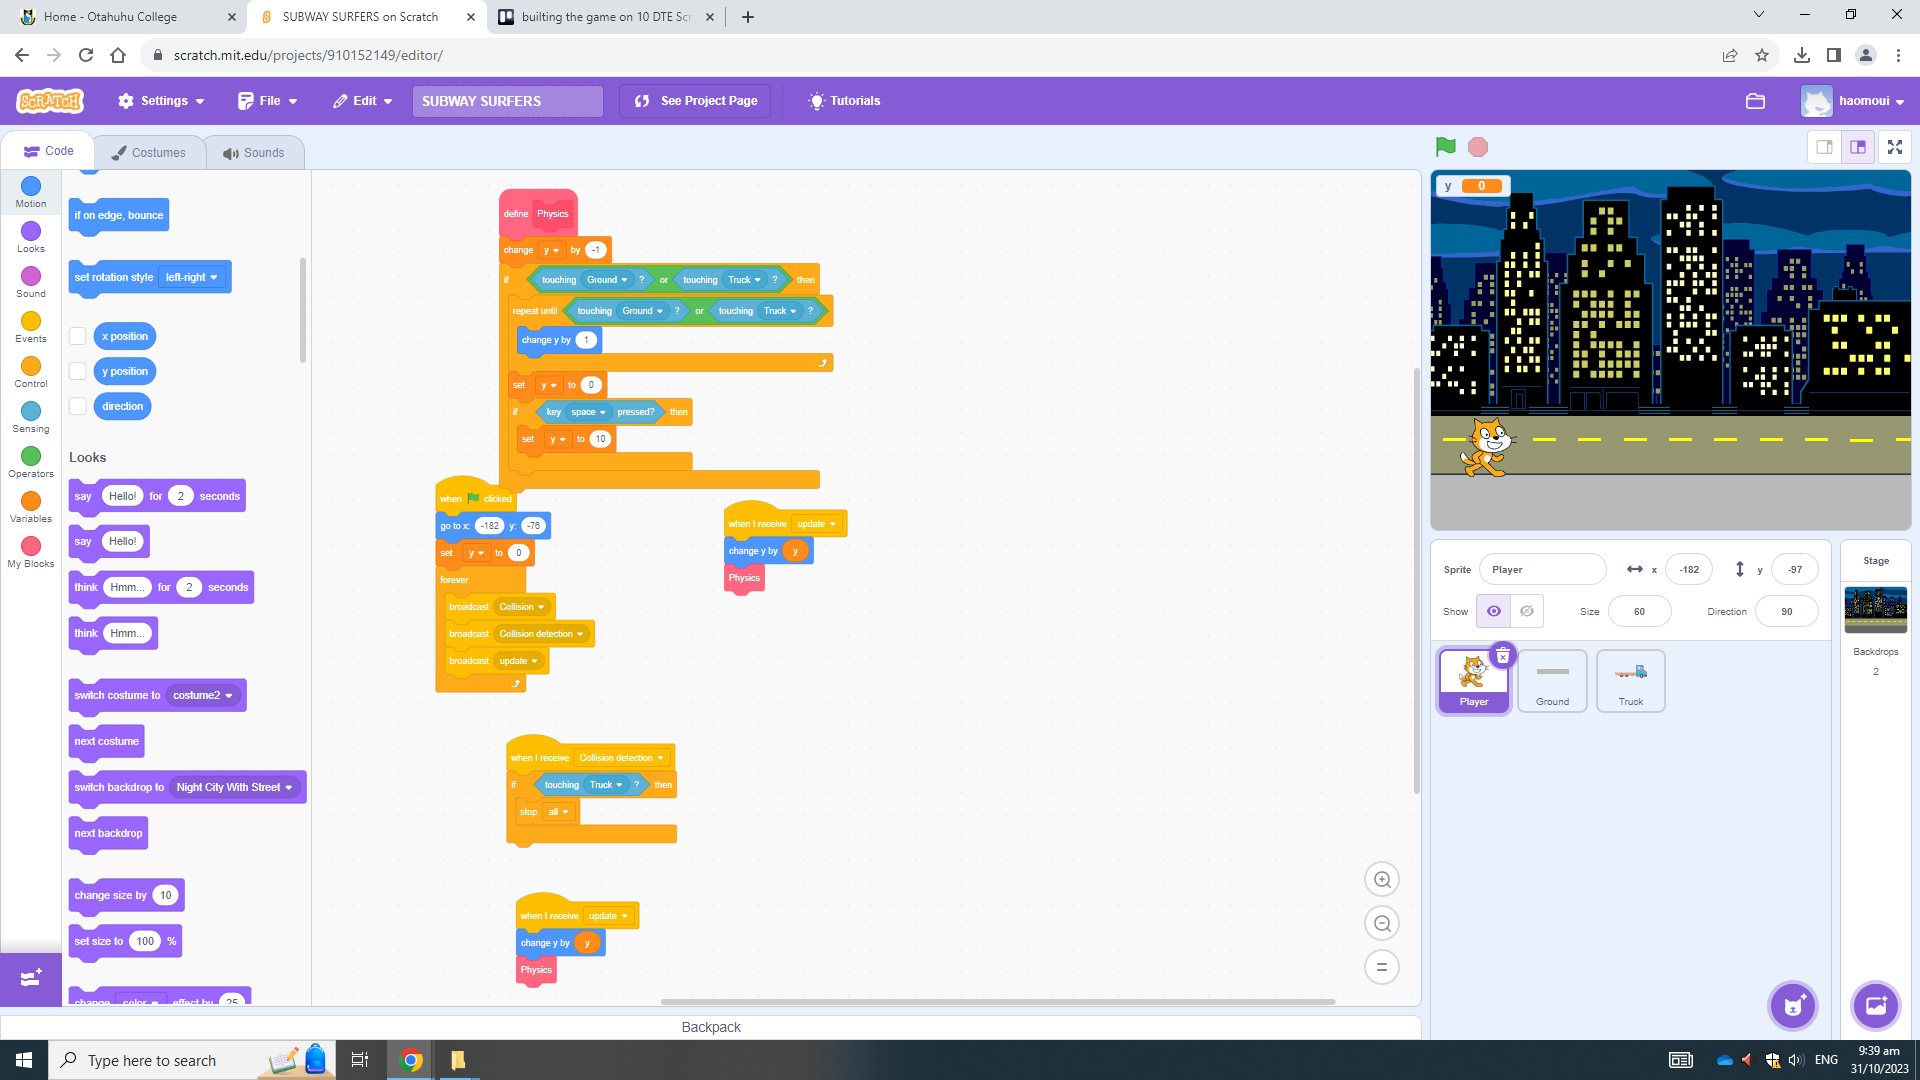 Home - Otahuhu College
SUBWAY SURFERS on Scratch
builting the game on 10 DTE Scr
scratch.mit.edu/projects/910152149/editor/
SCRATCH
Settings
File
Edit
SUBWAY SURFERS
See Project Page
Tutorials
haomoui
Code
Costumes
Sounds
Motion
Looks
Sound
Events
Control
Sensing
Operators
Variables
My Blocks
if on edge, bounce
set rotation style left-right
x position
y position
direction
Looks
say Hello! for 2 seconds
say Hello!
think Hmm... for 2 seconds
think Hmm...
switch costume to costume2
next costume
switch backdrop to Night City With Street
next backdrop
change size by 10
set size to 100 %
change color effect by 25
define Physics
change y by -1
if touching Ground ? or touching Truck ? then
repeat until touching Ground ? or touching Truck ?
change y by 1
set y to 0
if key space pressed? then
set y to 10
when clicked
go to x: -182 y: -76
set y to 0
forever
broadcast Collision
broadcast Collision detection
broadcast update
when I receive update
change y by y
Physics
when I receive Collision detection
if touching Truck ? then
stop all
when I receive update
change y by y
Physics
Backpack
y 0
Sprite Player x -182 y -97
Show Size 60 Direction 90
Player
Ground
Truck
Stage
Backdrops
2
Type here to search
ENG
9:39 am
31/10/2023